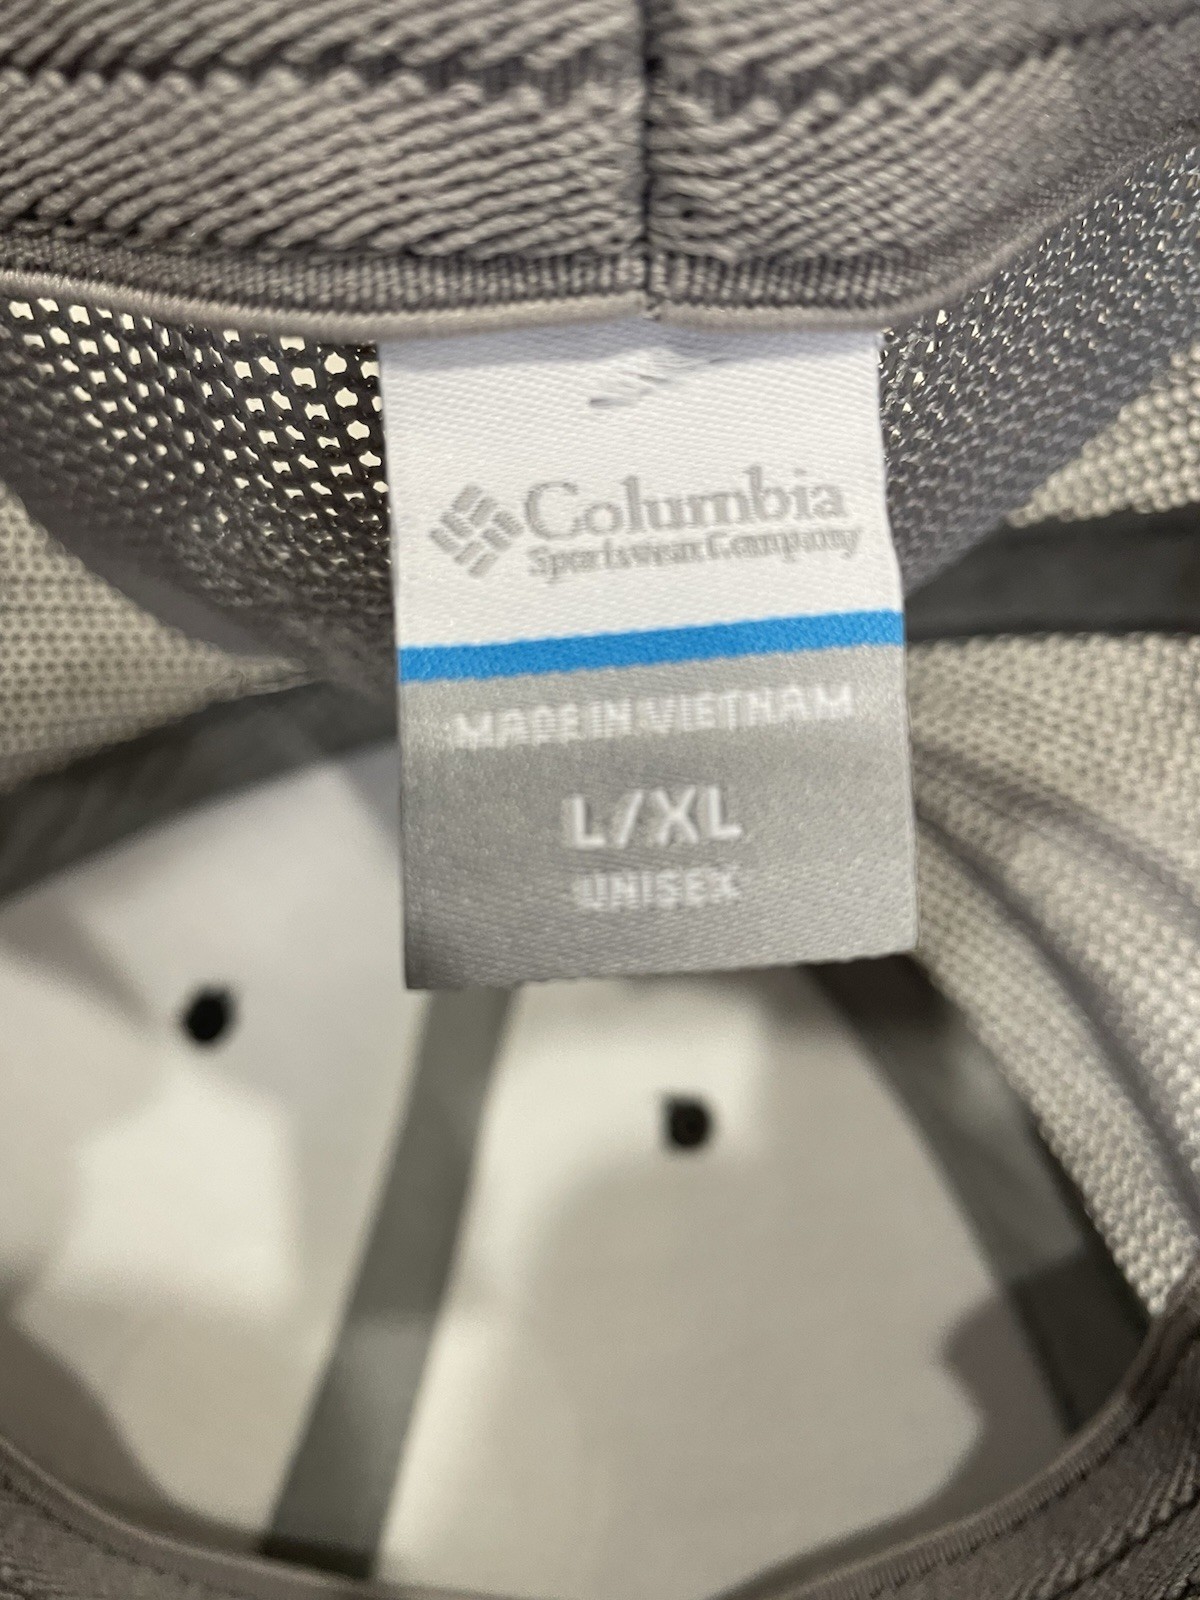 Columbia
Sportswear Company
MADE IN VIETNAM
L/XL
UNISEX